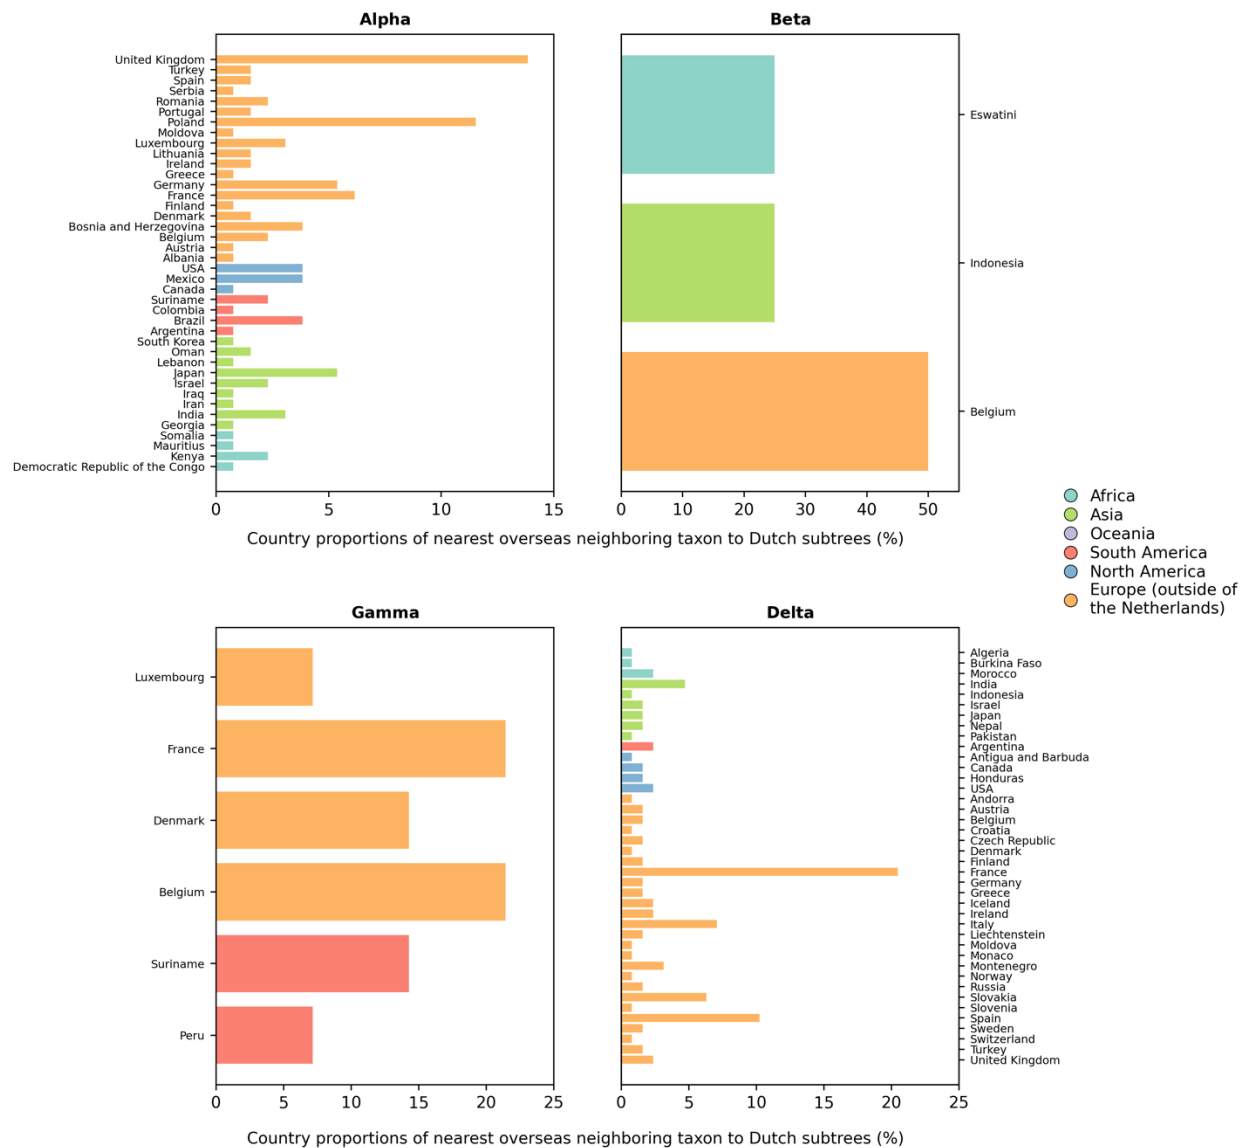 Alpha
United Kingdom
Turkey
Spain
Serbia
Romania
Portugal
Poland
Moldova
Luxembourg
Lithuania
Ireland
Greece
Germany
France
Finland
Denmark
Bosnia and Herzegovina
Belgium
Austria
Albania
USA
Mexico
Canada
Suriname
Colombia
Brazil
Argentina
South Korea
Oman
Lebanon
Japan
Israel
Iraq
Iran
India
Georgia
Somalia
Mauritius
Kenya
Democratic Republic of the Congo
0 5 10 15
Beta
Eswatini
Indonesia
Belgium
0 10 20 30 40 50
Country proportions of nearest overseas neighboring taxon to Dutch subtrees (%)
Africa
Asia
Oceania
South America
North America
Europe (outside of
the Netherlands)
Gamma
Luxembourg
France
Denmark
Belgium
Suriname
Peru
0 5 10 15 20 25
Delta
Algeria
Burkina Faso
Morocco
India
Indonesia
Israel
Japan
Nepal
Pakistan
Argentina
Antigua and Barbuda
Canada
Honduras
USA
Andorra
Austria
Belgium
Croatia
Czech Republic
Denmark
Finland
France
Germany
Greece
Iceland
Ireland
Italy
Liechtenstein
Moldova
Monaco
Montenegro
Norway
Russia
Slovakia
Slovenia
Spain
Sweden
Switzerland
Turkey
United Kingdom
0 5 10 15 20 25
Country proportions of nearest overseas neighboring taxon to Dutch subtrees (%)